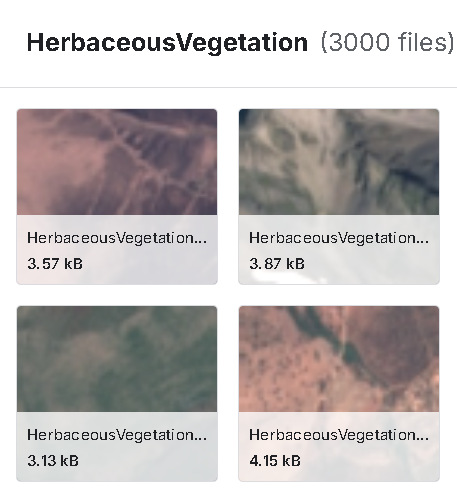 HerbaceousVegetation (3000 files)
HerbaceousVegetation...
3.57 kB
HerbaceousVegetation...
3.87 kB
HerbaceousVegetation...
3.13 kB
HerbaceousVegetation...
4.15 kB